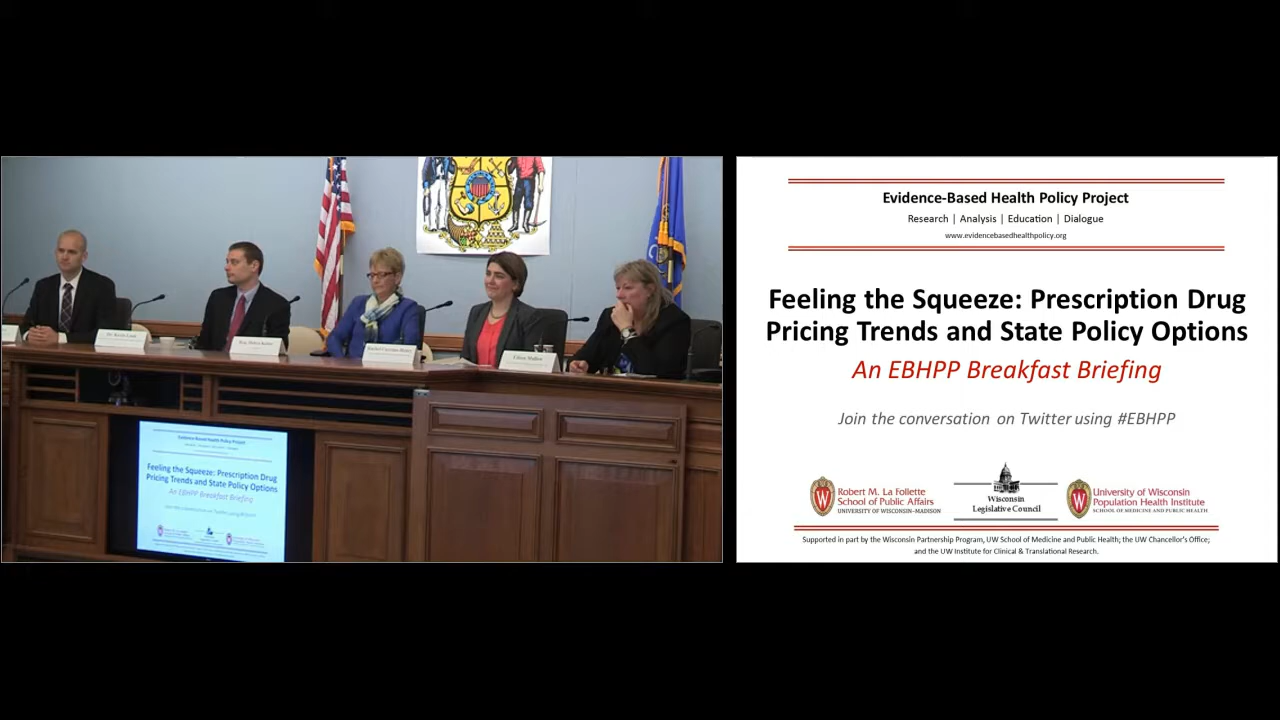 Evidence-Based Health Policy Project
Feeling the Squeeze: Prescription Drug
Pricing Trends and State Policy Options
An EBHPP Breakfast Briefing
Evidence-Based Health Policy Project
Research | Analysis | Education | Dialogue
www.evidencebasedhealthpolicy.org
Feeling the Squeeze: Prescription Drug
Pricing Trends and State Policy Options
An EBHPP Breakfast Briefing
Join the conversation on Twitter using #EBHPP
Robert M. La Follette
School of Public Affairs
UNIVERSITY OF WISCONSIN–MADISON
Wisconsin
Legislative Council
University of Wisconsin
Population Health Institute
SCHOOL OF MEDICINE AND PUBLIC HEALTH
Supported in part by the Wisconsin Partnership Program, UW School of Medicine and Public Health; the UW Chancellor's Office;
and the UW Institute for Clinical & Translational Research.